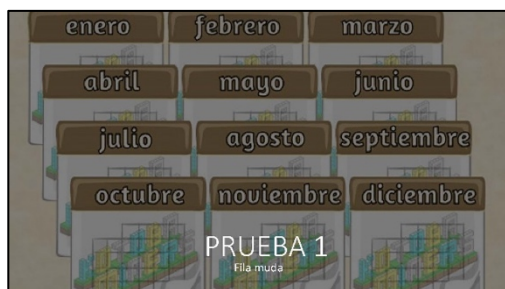 enero febrero marzo
abril mayo junio
julio agosto septiembre
octubre noviembre diciembre
PRUEBA 1
Fila muda